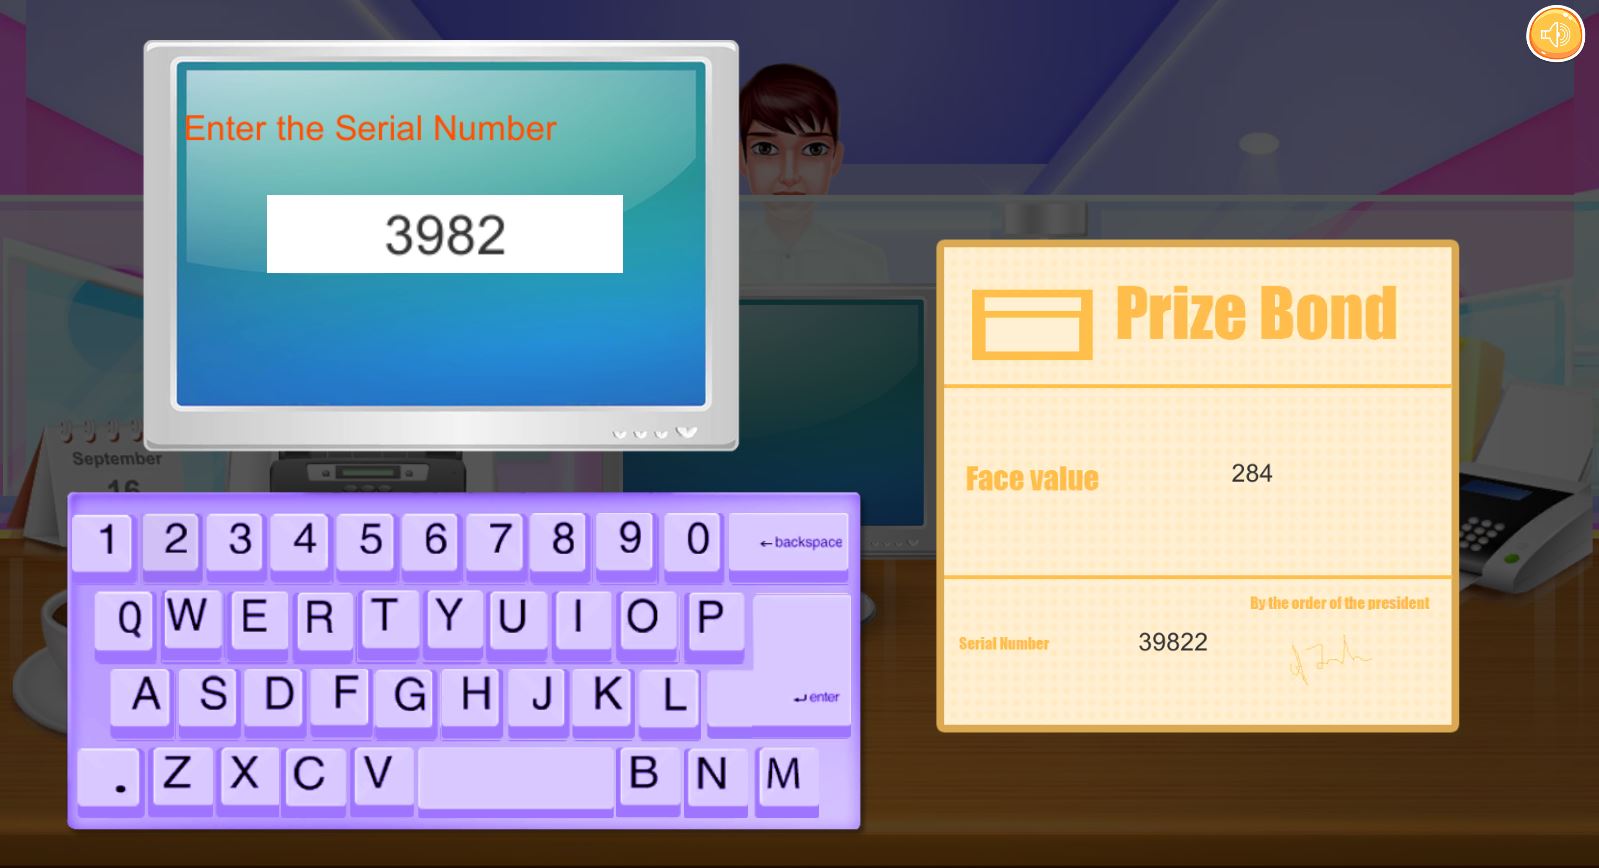 Enter the Serial Number
3982
September
16
Prize Bond
Face value 284
By the order of the president
Serial Number 39822
1 2 3 4 5 6 7 8 9 0 ←backspace
Q W E R T Y U I O P
A S D F G H J K L ↵ enter
. Z X C V B N M